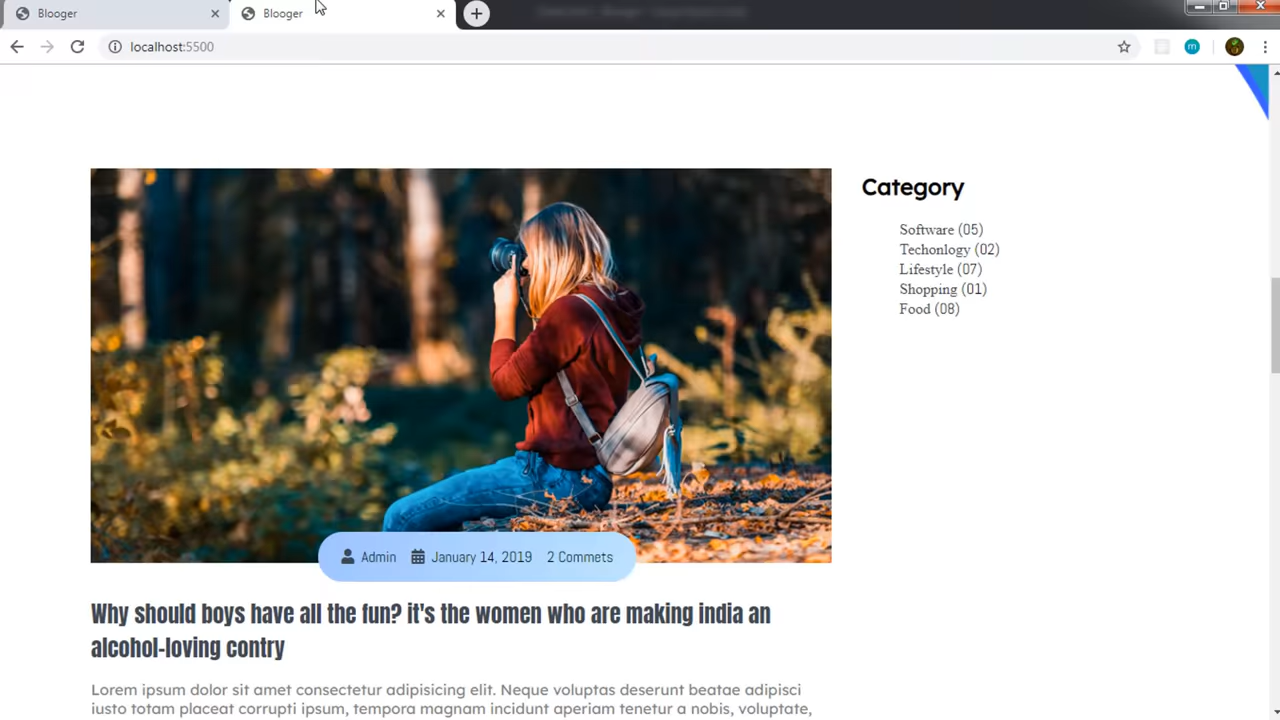 Blooger
Blooger
localhost:5500
m
Category
Software (05)
Techonlogy (02)
Lifestyle (07)
Shopping (01)
Food (08)
Admin January 14, 2019 2 Commets
Why should boys have all the fun? it's the women who are making india an
alcohol-loving contry
Lorem ipsum dolor sit amet consectetur adipisicing elit. Neque voluptas deserunt beatae adipisci
iusto totam placeat corrupti ipsum, tempora magnam incidunt aperiam tenetur a nobis, voluptate,